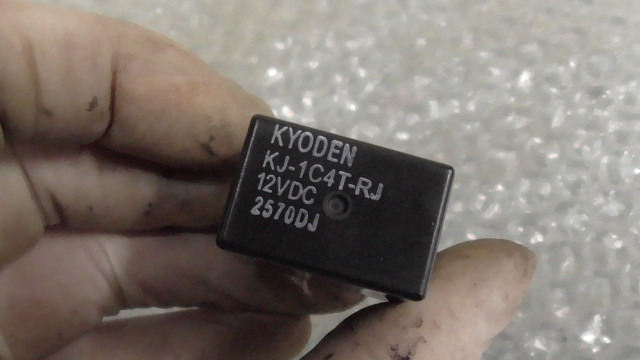 KYODEN
KJ-1C4T-RJ
12VDC
2570DJ